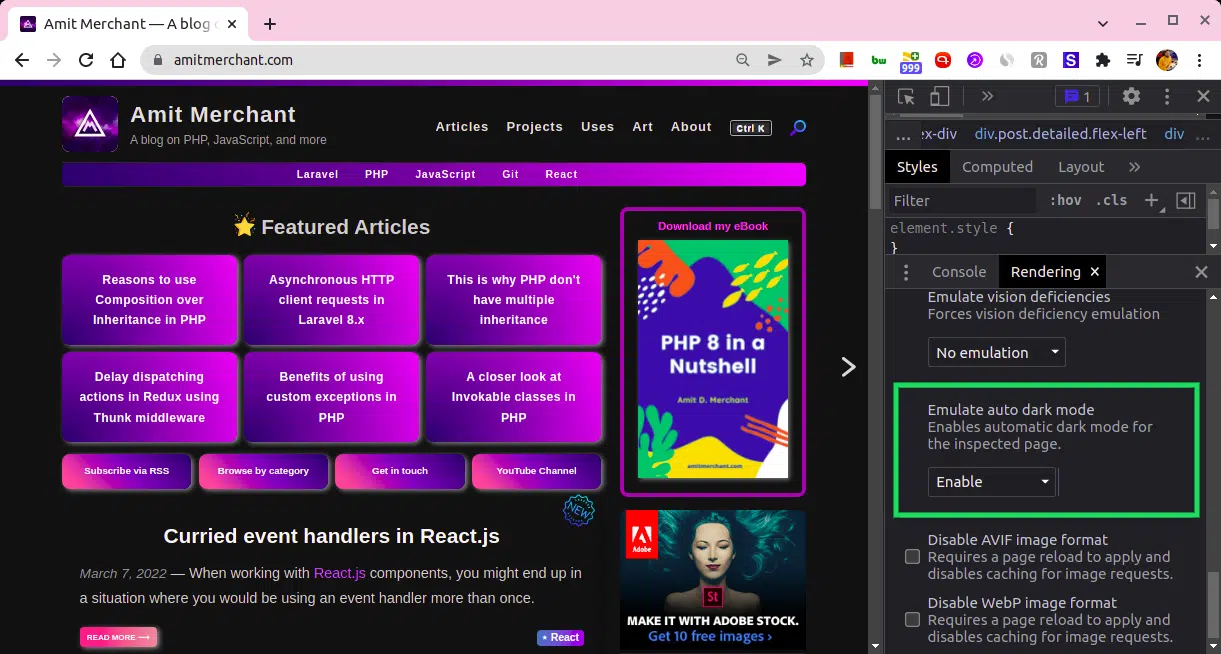 Amit Merchant — A blog o
amitmerchant.com
bw
999
R
S
Amit Merchant
A blog on PHP, JavaScript, and more
Articles
Projects
Uses
Art
About
Ctrl K
Laravel
PHP
JavaScript
Git
React
Featured Articles
Reasons to use
Composition over
Inheritance in PHP
Asynchronous HTTP
client requests in
Laravel 8.x
This is why PHP don't
have multiple
inheritance
Delay dispatching
actions in Redux using
Thunk middleware
Benefits of using
custom exceptions in
PHP
A closer look at
Invokable classes in
PHP
Subscribe via RSS
Browse by category
Get in touch
YouTube Channel
NEW
Curried event handlers in React.js
March 7, 2022 — When working with React.js components, you might end up in
a situation where you would be using an event handler more than once.
READ MORE ⟶
⋆ React
Download my eBook
PHP 8 in a
Nutshell
Amit D. Merchant
amitmerchant.com
Adobe
St
MAKE IT WITH ADOBE STOCK.
Get 10 free images ›
1
... ex-div
div.post.detailed.flex-left
div ...
Styles
Computed
Layout
Filter
:hov
.cls
element.style {
}
Console
Rendering
Emulate vision deficiencies
Forces vision deficiency emulation
No emulation
Emulate auto dark mode
Enables automatic dark mode for
the inspected page.
Enable
Disable AVIF image format
Requires a page reload to apply and
disables caching for image requests.
Disable WebP image format
Requires a page reload to apply and
disables caching for image requests.